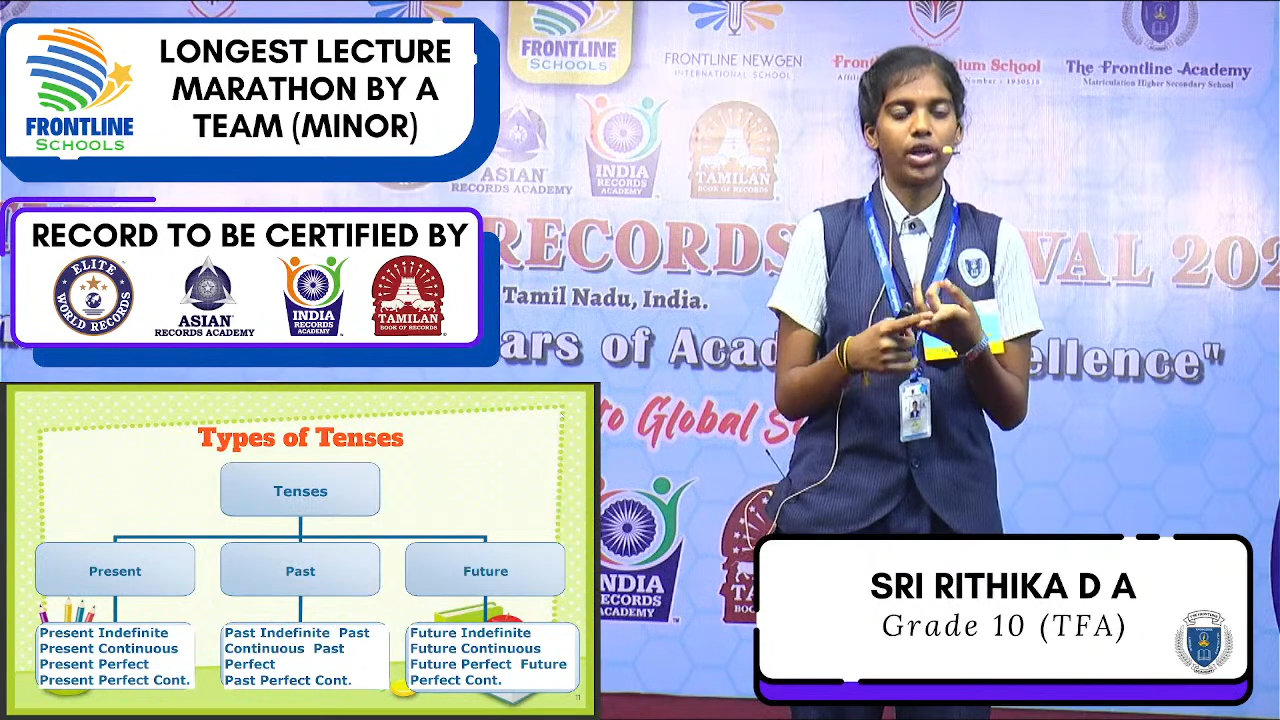 FRONTLINE
SCHOOLS
LONGEST LECTURE
MARATHON BY A
TEAM (MINOR)
RECORD TO BE CERTIFIED BY
ELITE
WORLD RECORDS
ASIAN
RECORDS ACADEMY
INDIA
RECORDS
ACADEMY
TAMILAN
BOOK OF RECORDS
FRONTLINE
SCHOOLS
FRONTLINE NEWGEN
INTERNATIONAL SCHOOL
The Frontline Academy
Matriculation Higher Secondary School
ASIAN
RECORDS ACADEMY
INDIA
RECORDS
ACADEMY
TAMILAN
BOOK OF RECORDS
RECORDS
VAL 202
Tamil Nadu, India.
ars of Acad
ellence"
to Global S
NDIA
RECORDS
ACADEMY
Types of Tenses
Tenses
Present
Past
Future
Present Indefinite
Present Continuous
Present Perfect
Present Perfect Cont.
Past Indefinite Past
Continuous Past
Perfect
Past Perfect Cont.
Future Indefinite
Future Continuous
Future Perfect Future
Perfect Cont.
11
SRI RITHIKA D A
Grade 10 (TFA)